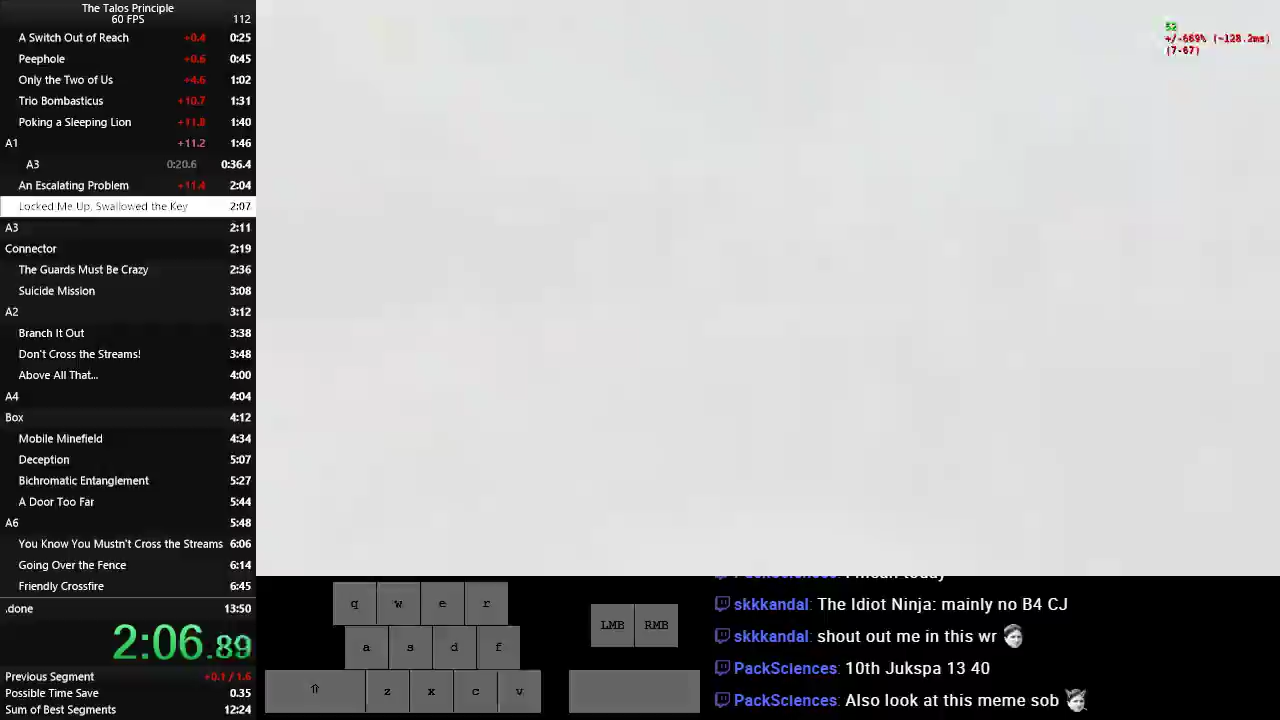 The Talos Principle
60 FPS 112
A Switch Out of Reach +0.4 0:25
Peephole +0.6 0:45
Only the Two of Us +4.6 1:02
Trio Bombasticus +10.7 1:31
Poking a Sleeping Lion +11.8 1:40
A1 +11.2 1:46
A3 0:20.6 0:36.4
An Escalating Problem +11.4 2:04
Locked Me Up, Swallowed the Key 2:07
A3 2:11
Connector 2:19
The Guards Must Be Crazy 2:36
Suicide Mission 3:08
A2 3:12
Branch It Out 3:38
Don't Cross the Streams! 3:48
Above All That... 4:00
A4 4:04
Box 4:12
Mobile Minefield 4:34
Deception 5:07
Bichromatic Entanglement 5:27
A Door Too Far 5:44
A6 5:48
You Know You Mustn't Cross the Streams 6:06
Going Over the Fence 6:14
Friendly Crossfire 6:45
.done 13:50
2:06.89
Previous Segment +0.1 / 1.6
Possible Time Save 0.35
Sum of Best Segments 12:24
52
+/-669% (~128.2ms)
(7-67)
q w e r
a s d f
⇧ z x c v
LMB RMB
PackSciences: I mean today
skkkandal: The Idiot Ninja: mainly no B4 CJ
skkkandal: shout out me in this wr
PackSciences: 10th Jukspa 13 40
PackSciences: Also look at this meme sob